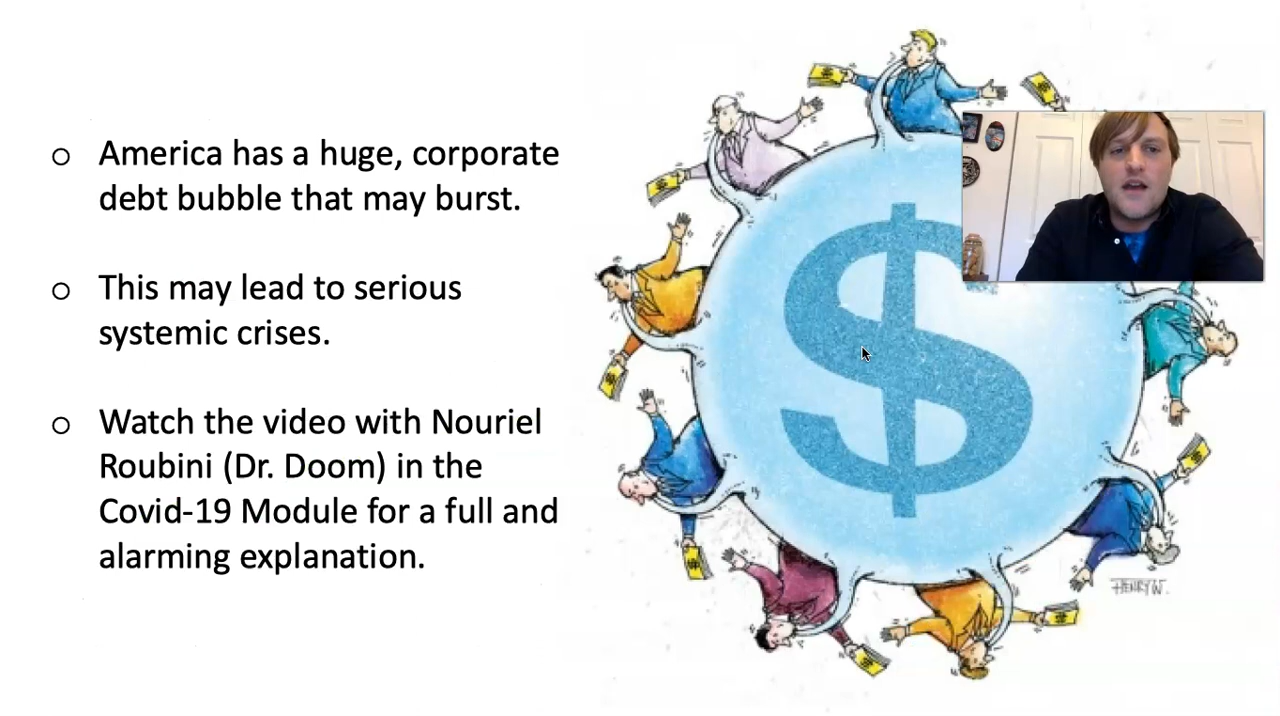 America has a huge, corporate
debt bubble that may burst.
This may lead to serious
systemic crises.
Watch the video with Nouriel
Roubini (Dr. Doom) in the
Covid-19 Module for a full and
alarming explanation.
$
HENRY W.